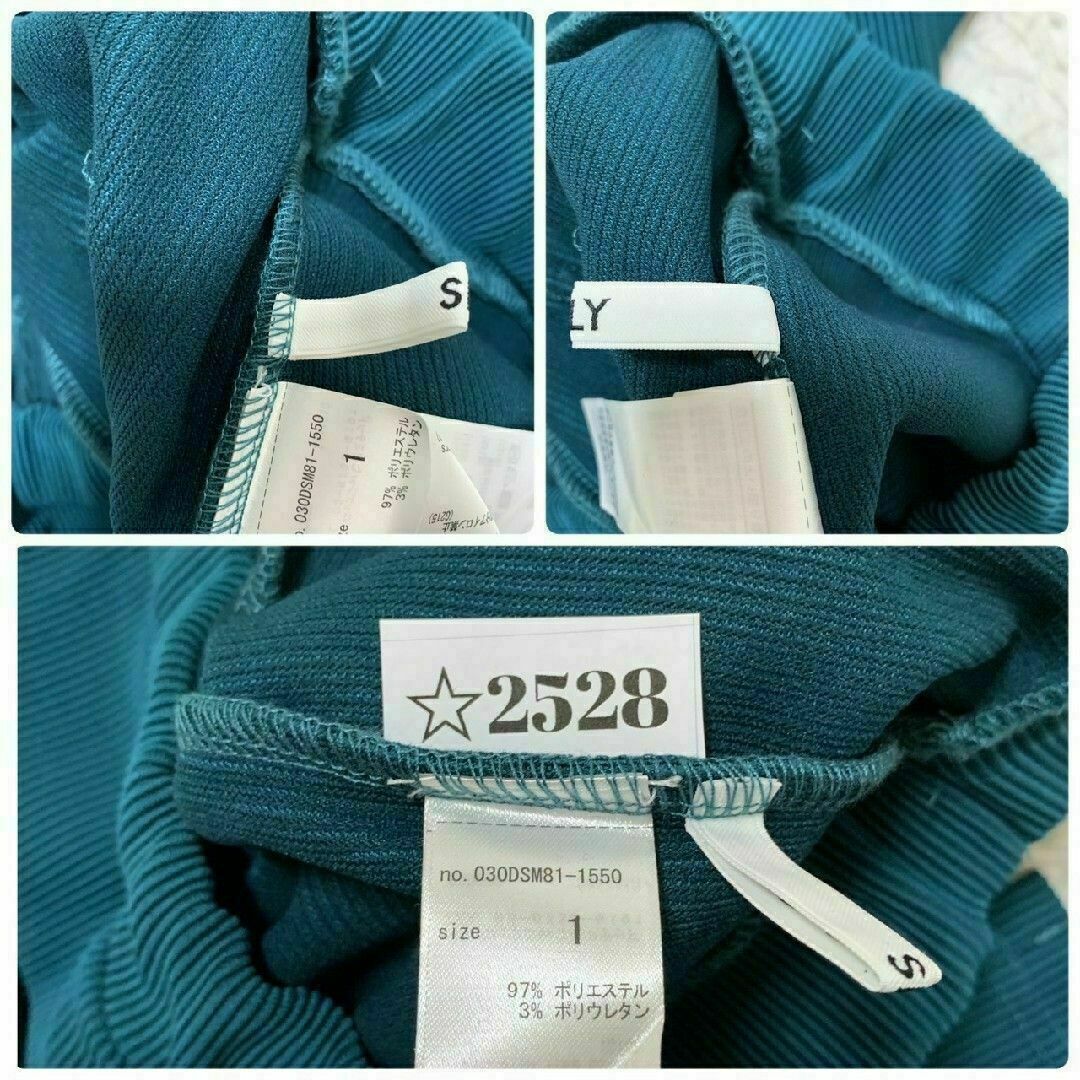 S
no. 030DSM81-1550
1
97% ポリエステル
3% ポリウレタン
(0215)
LY
☆2528
no. 030DSM81-1550
size 1
97% ポリエステル
3% ポリウレタン
S